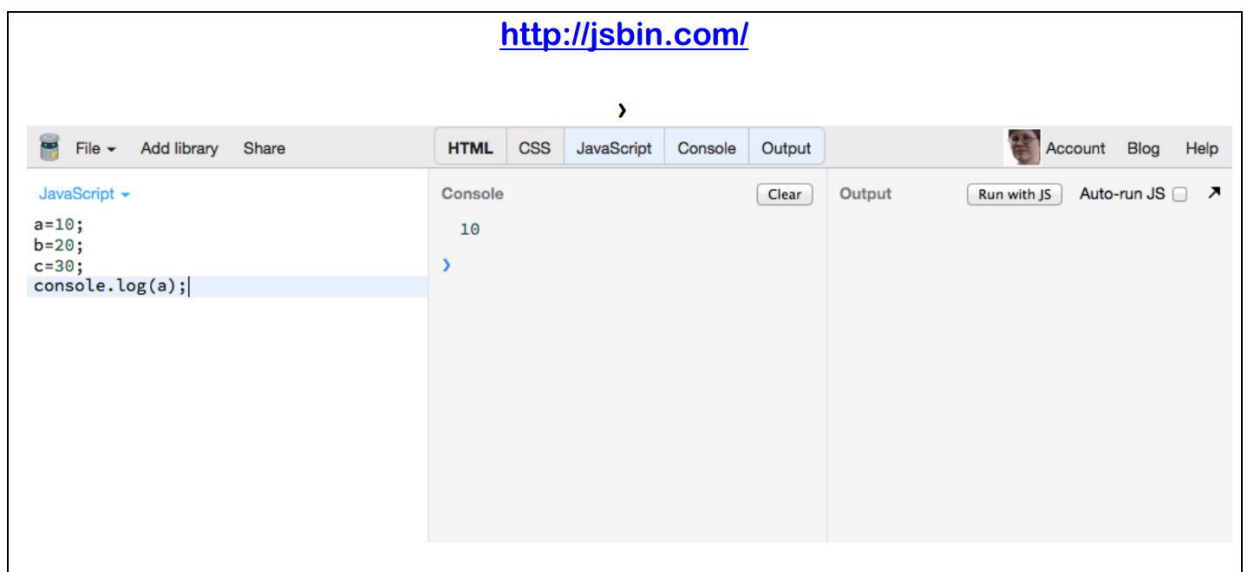 http://jsbin.com/
›
File Add library Share HTML CSS JavaScript Console Output Account Blog Help
JavaScript
a=10;
b=20;
c=30;
console.log(a);
Console Clear
10
›
Output Run with JS Auto-run JS